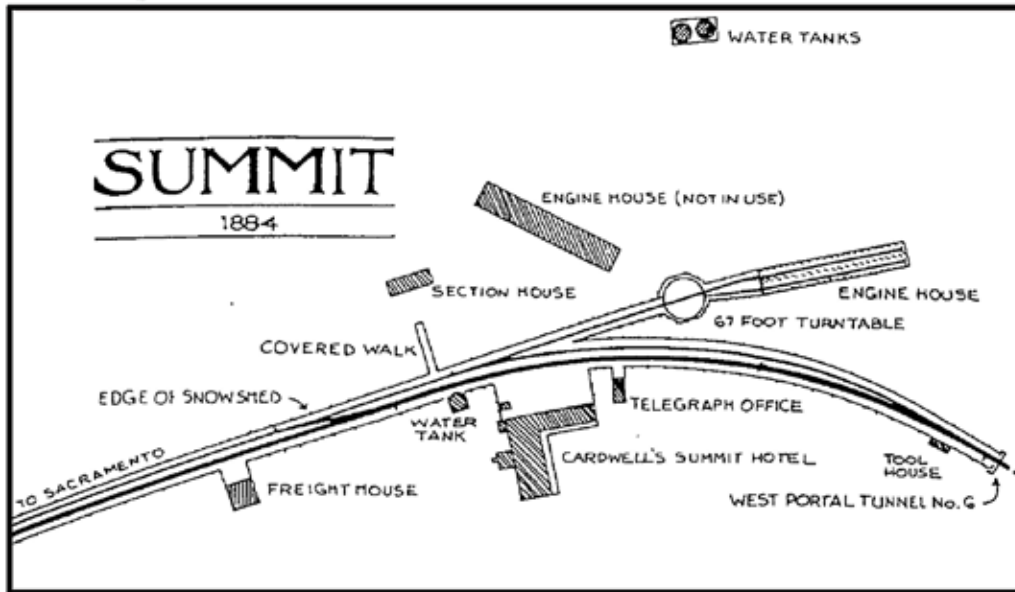 WATER TANKS
SUMMIT
1884
ENGINE HOUSE (NOT IN USE)
SECTION HOUSE
ENGINE HOUSE
67 FOOT TURNTABLE
COVERED WALK
EDGE OF SNOWSHED
TELEGRAPH OFFICE
WATER
TANK
CARDWELL'S SUMMIT HOTEL
TOOL
HOUSE
TO SACRAMENTO
FREIGHT HOUSE
WEST PORTAL TUNNEL No. 6